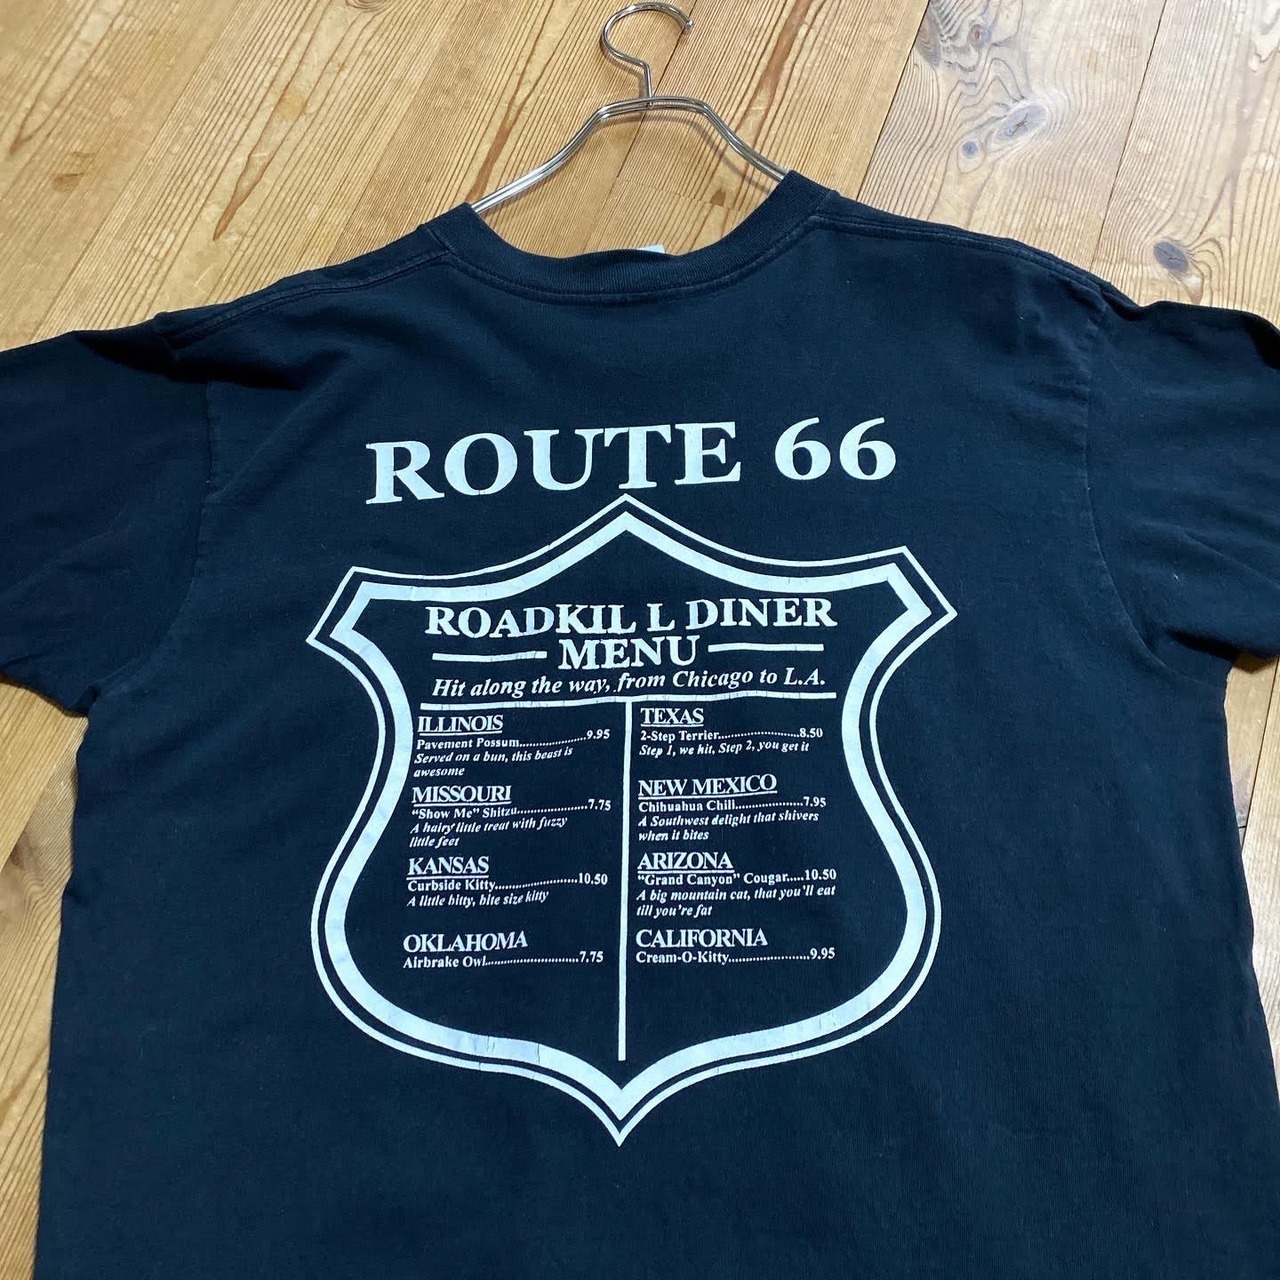 ROUTE 66
ROADKILL DINER
MENU
Hit along the way, from Chicago to L.A.
ILLINOIS
Pavement Possum....................9.95
Served on a bun, this beast is
awesome
MISSOURI
"Show Me" Shitzu.....................7.75
A hairy little treat with fuzzy
little feet
KANSAS
Curbside Kitty........................10.50
A little bitty, bite size kitty
OKLAHOMA
Airbrake Owl............................7.75
TEXAS
2-Step Terrier........................8.50
Step 1, we hit, Step 2, you get it
NEW MEXICO
Chihuahua Chili....................7.95
A Southwest delight that shivers
when it bites
ARIZONA
"Grand Canyon" Cougar.....10.50
A big mountain cat, that you'll eat
till you're fat
CALIFORNIA
Cream-O-Kitty........................9.95